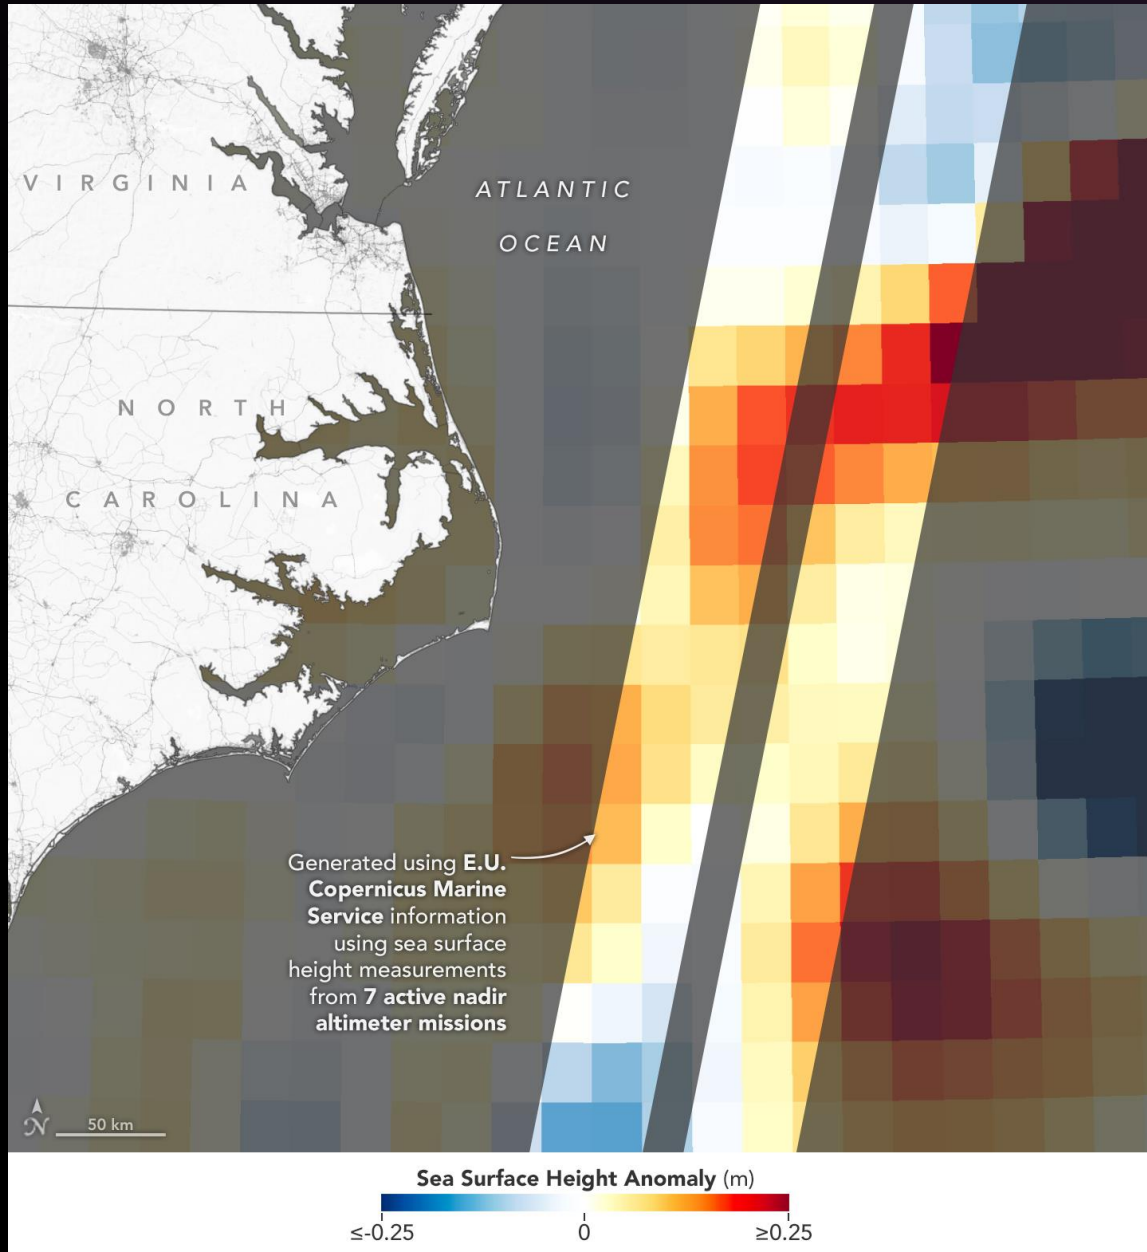 VIRGINIA
ATLANTIC
OCEAN
NORTH
CAROLINA
Generated using E.U.
Copernicus Marine
Service information
using sea surface
height measurements
from 7 active nadir
altimeter missions
N
50 km
Sea Surface Height Anomaly (m)
≤-0.25 0 ≥0.25